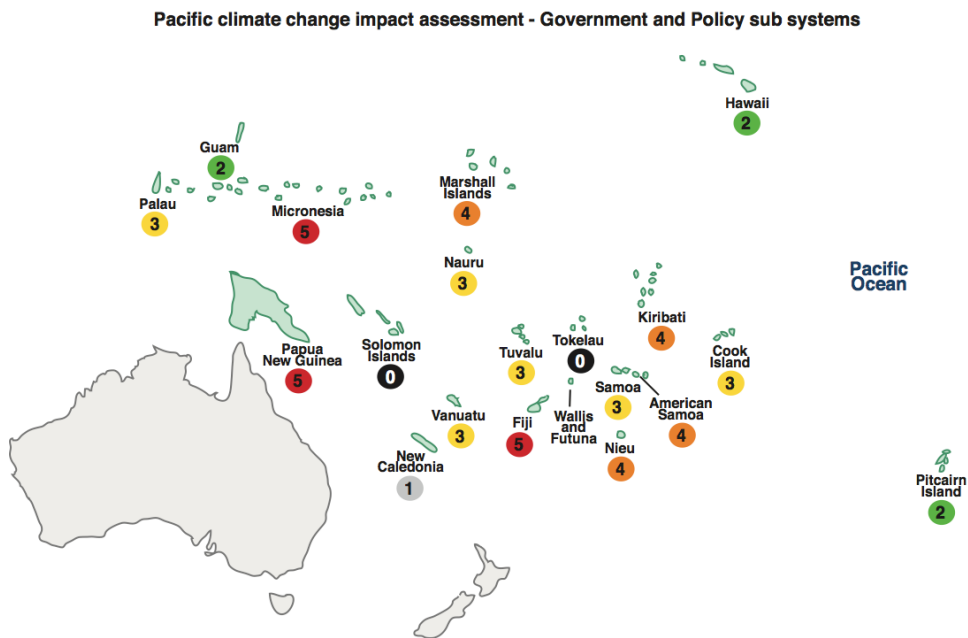 Pacific climate change impact assessment - Government and Policy sub systems
Hawaii
2
Guam
2
Palau
3
Micronesia
5
Marshall
Islands
4
Nauru
3
Pacific
Ocean
Kiribati
4
Papua
New Guinea
5
Solomon
Islands
0
Tuvalu
3
Tokelau
0
Cook
Island
3
Samoa
3
American
Samoa
4
Vanuatu
3
Fiji
5
Wallis
and
Futuna
Nieu
4
New
Caledonia
1
Pitcairn
Island
2